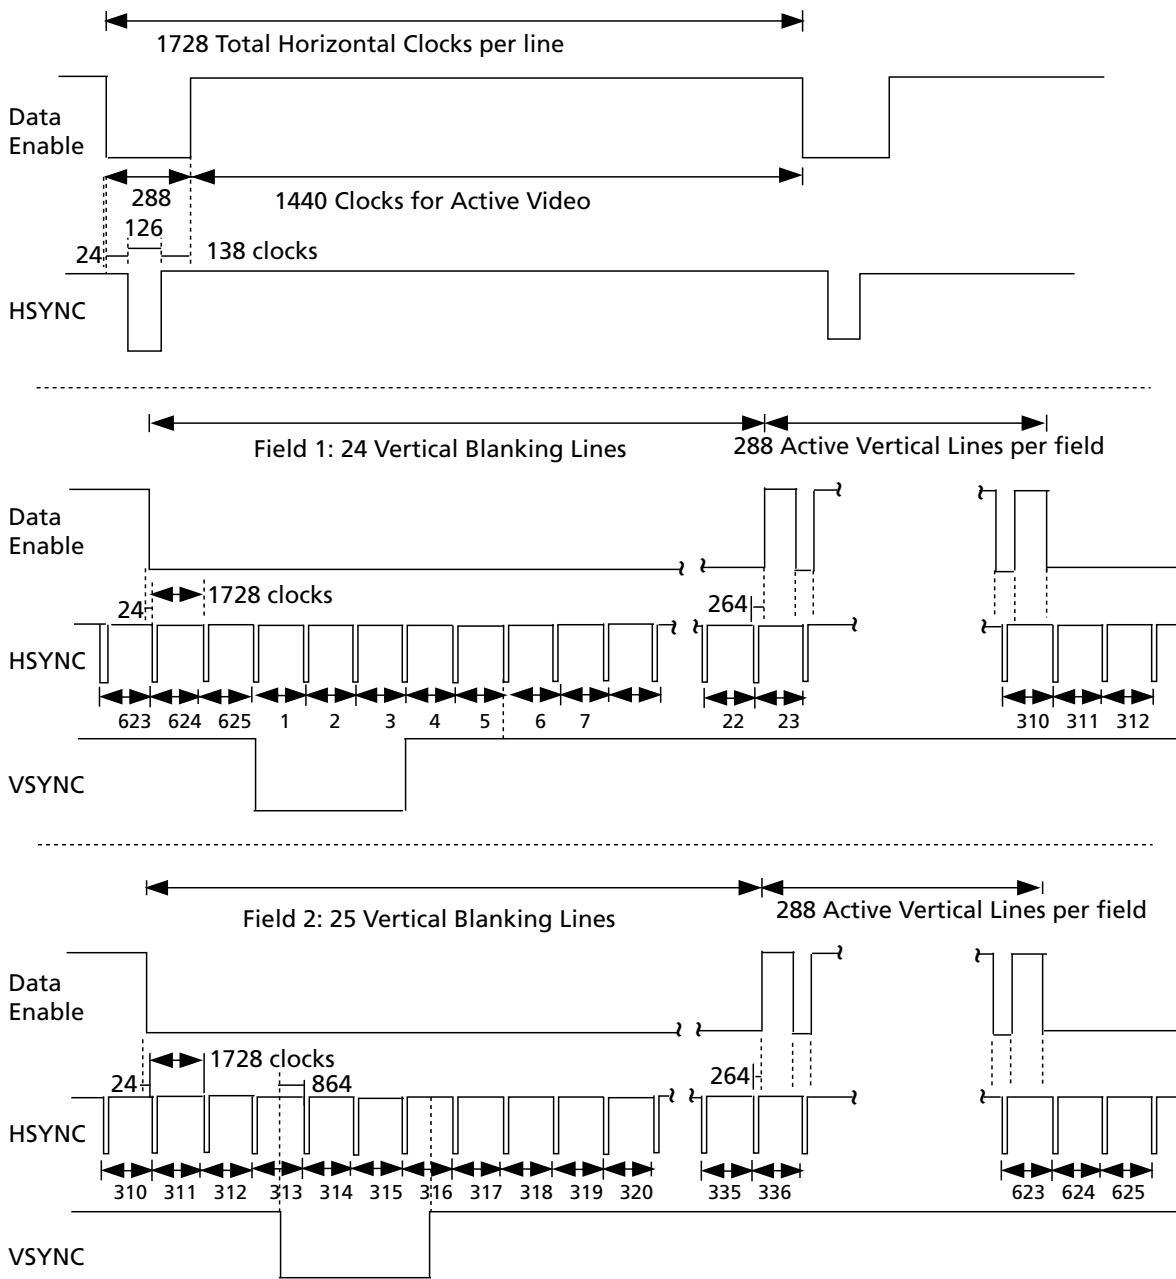 1728 Total Horizontal Clocks per line
Data
Enable
288
1440 Clocks for Active Video
126
24
138 clocks
HSYNC
Field 1: 24 Vertical Blanking Lines
288 Active Vertical Lines per field
Data
Enable
24
1728 clocks
264
HSYNC
623 624 625 1 2 3 4 5 6 7 22 23 310 311 312
VSYNC
Field 2: 25 Vertical Blanking Lines
288 Active Vertical Lines per field
Data
Enable
1728 clocks
24
864
264
HSYNC
310 311 312 313 314 315 316 317 318 319 320 335 336 623 624 625
VSYNC